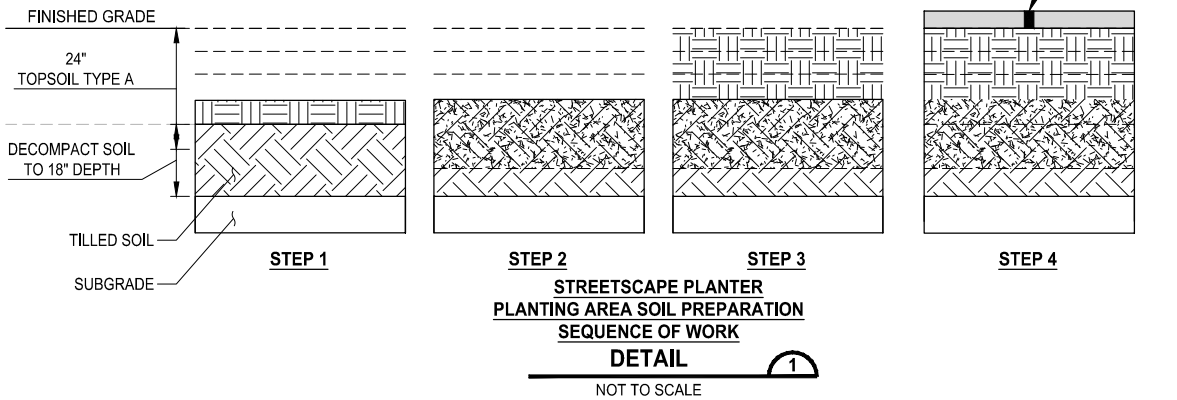 FINISHED GRADE
24"
TOPSOIL TYPE A
DECOMPACT SOIL
TO 18" DEPTH
TILLED SOIL
SUBGRADE
STEP 1
STEP 2
STEP 3
STEP 4
STREETSCAPE PLANTER
PLANTING AREA SOIL PREPARATION
SEQUENCE OF WORK
DETAIL
1
NOT TO SCALE